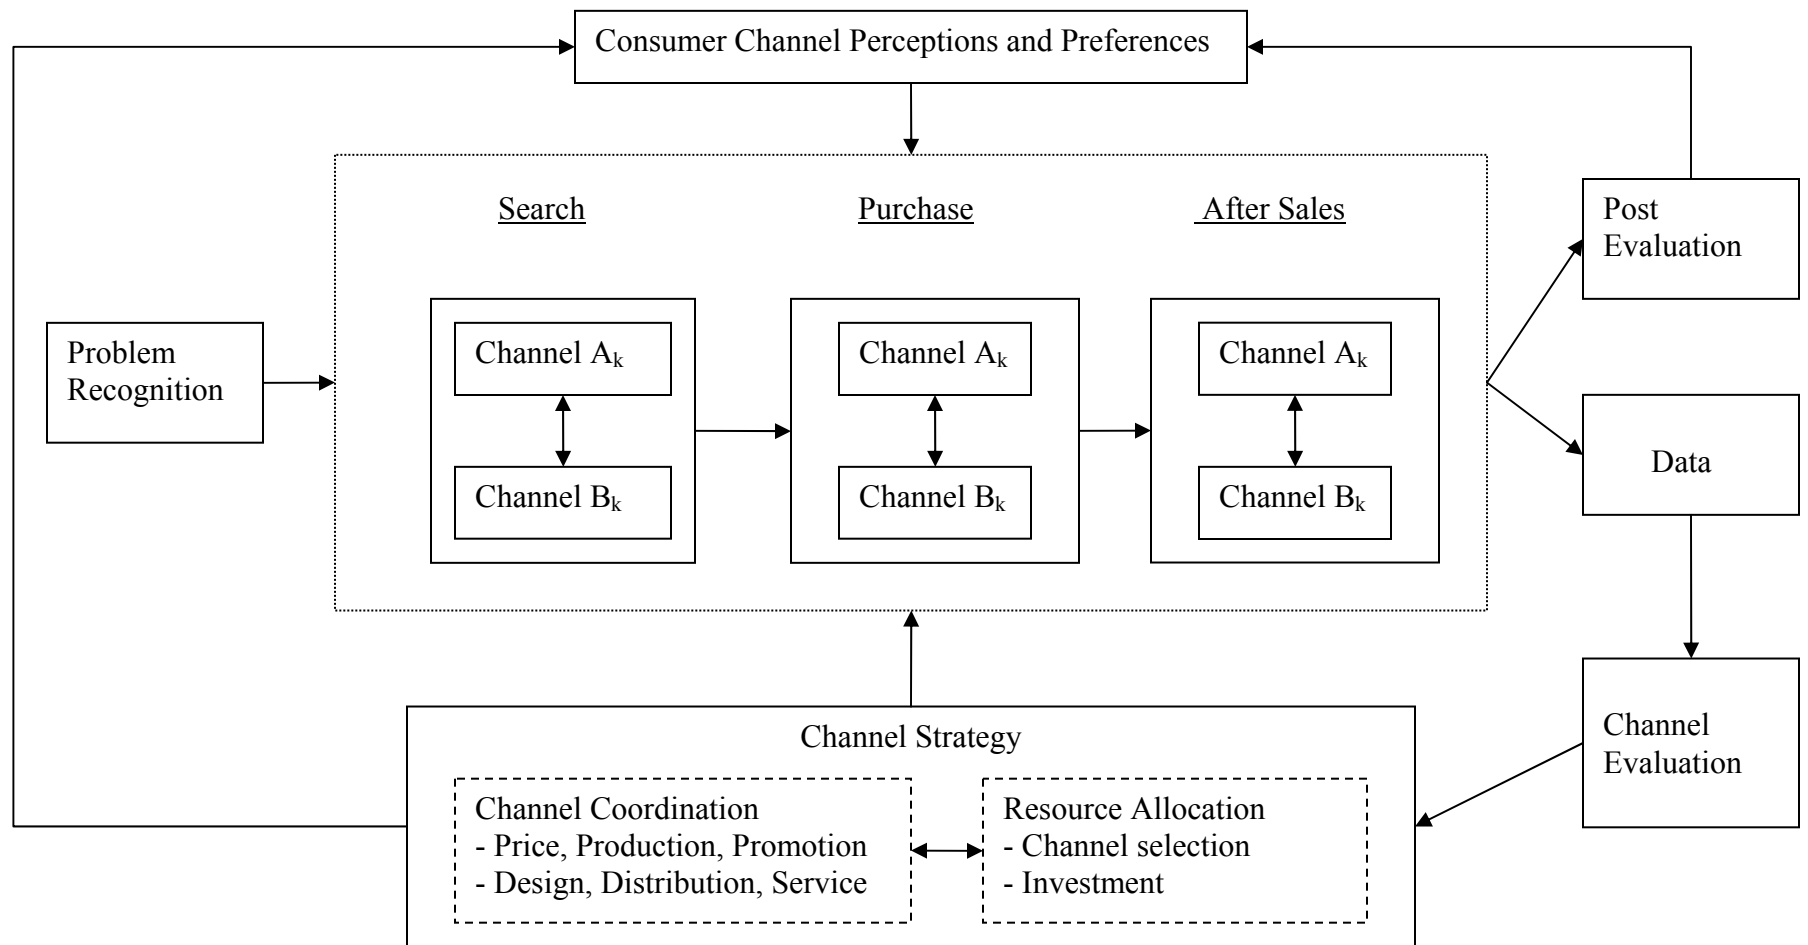 Consumer Channel Perceptions and Preferences
Search
Purchase
After Sales
Post
Evaluation
Problem
Recognition
Channel Aₖ
Channel Bₖ
Channel Aₖ
Channel Bₖ
Channel Aₖ
Channel Bₖ
Data
Channel Strategy
Channel Coordination
- Price, Production, Promotion
- Design, Distribution, Service
Resource Allocation
- Channel selection
- Investment
Channel
Evaluation